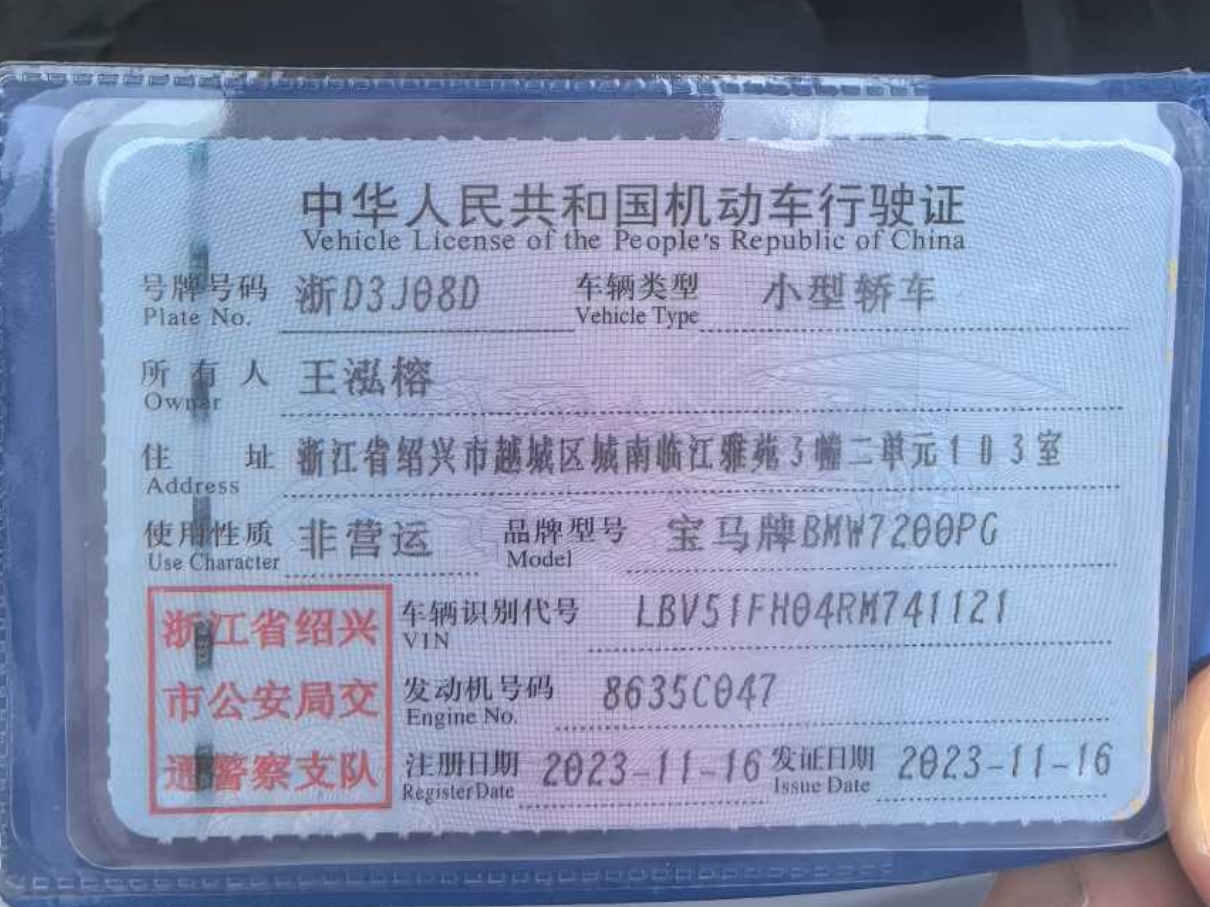 中华人民共和国机动车行驶证
Vehicle License of the People's Republic of China
号牌号码 浙D3J08D 车辆类型 小型轿车
Plate No. Vehicle Type
所有人 王泓榕
Owner
住址 浙江省绍兴市越城区城南临江雅苑3幢二单元103室
Address
使用性质 非营运 品牌型号 宝马牌BMW7200PG
Use Character Model
浙江省绍兴 车辆识别代号 LBV51FH04RM741121
VIN
市公安局交 发动机号码 8635C047
Engine No.
通警察支队 注册日期 2023-11-16 发证日期 2023-11-16
Register Date Issue Date